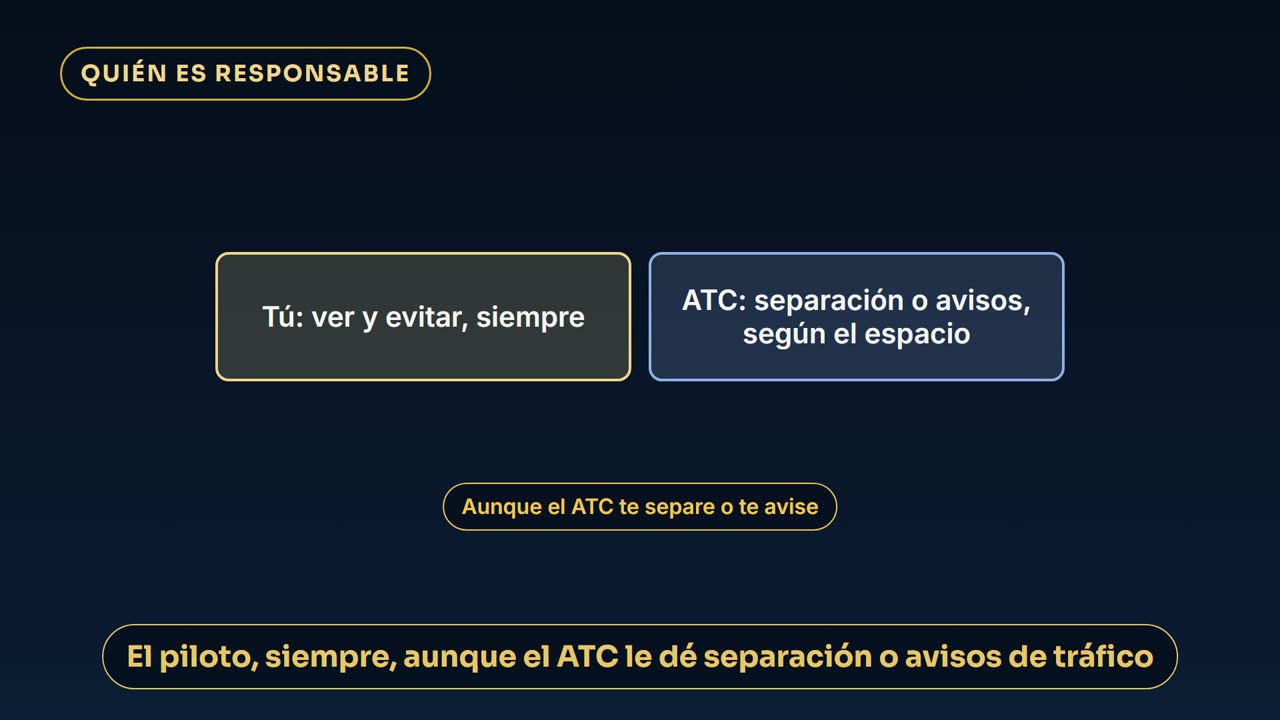 QUIÉN ES RESPONSABLE
Tú: ver y evitar, siempre
ATC: separación o avisos,
según el espacio
Aunque el ATC te separe o te avise
El piloto, siempre, aunque el ATC le dé separación o avisos de tráfico